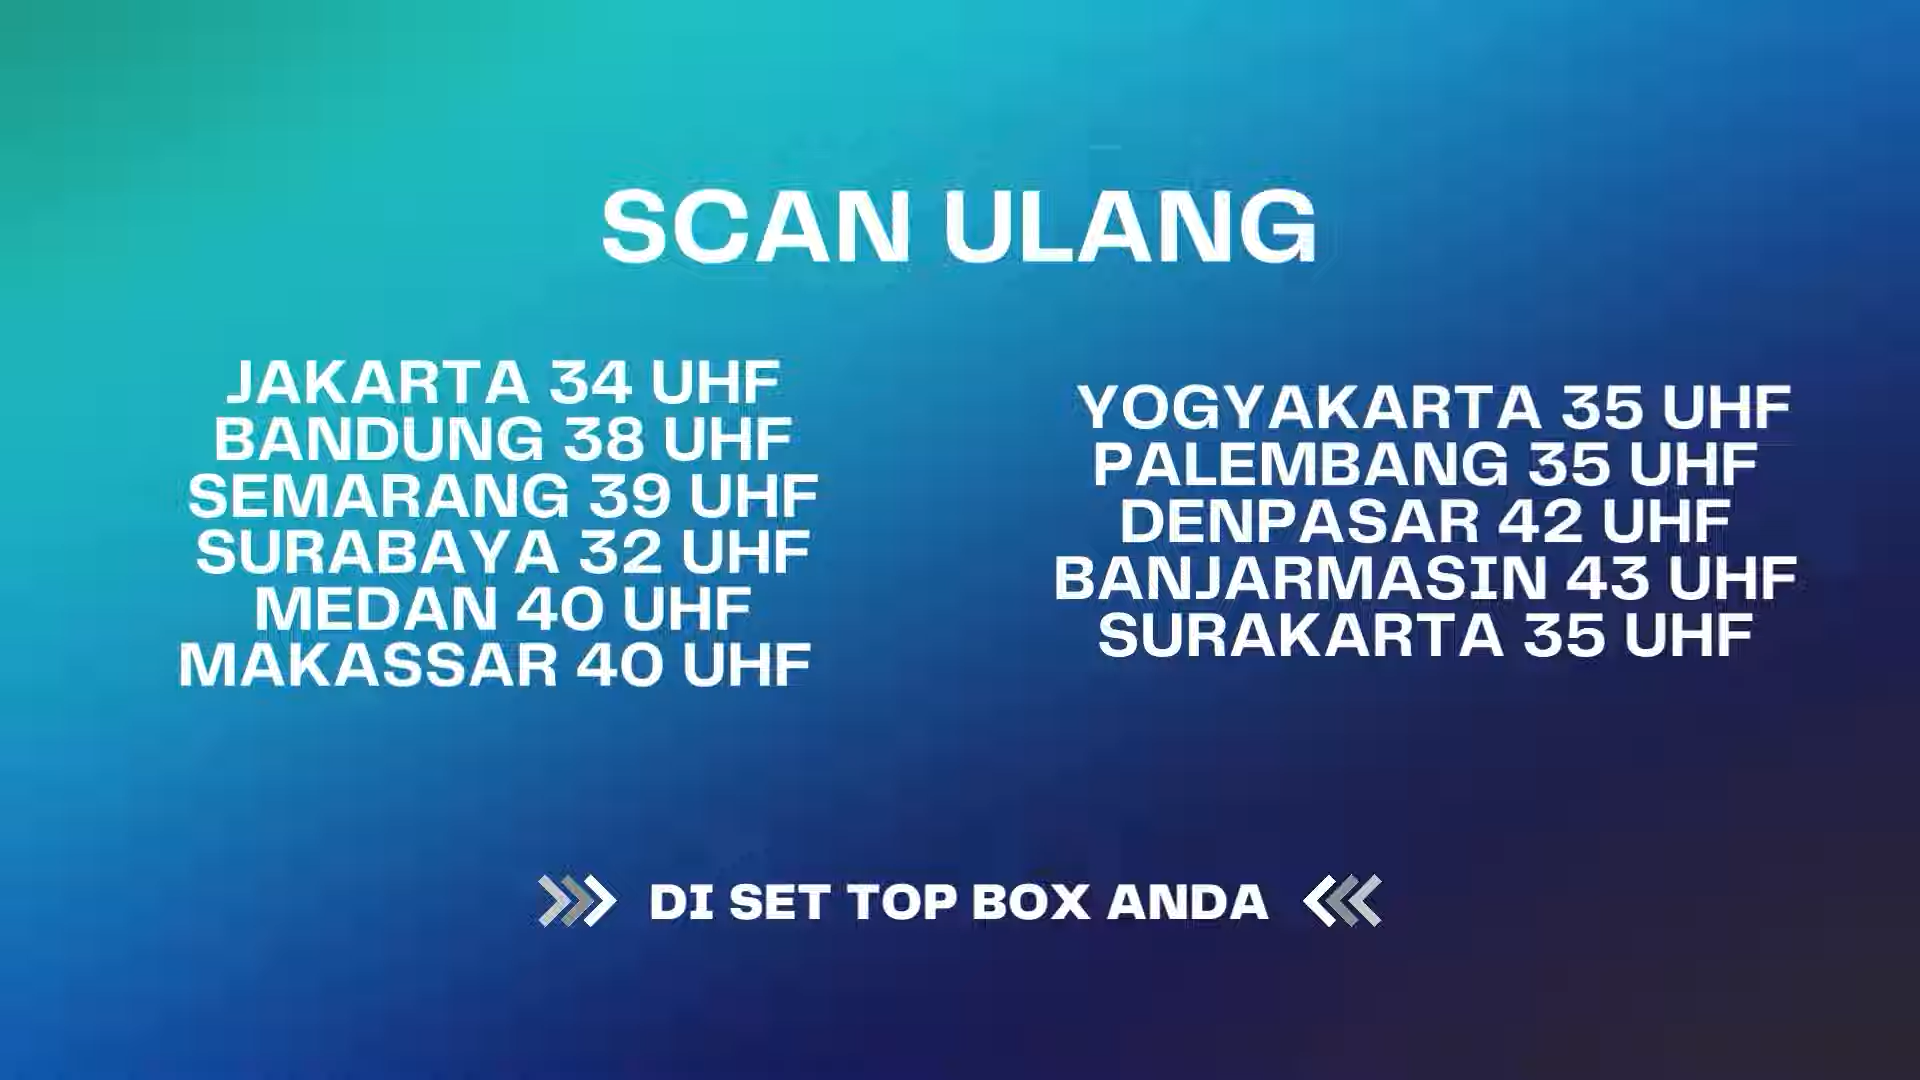 SCAN ULANG
JAKARTA 34 UHF
BANDUNG 38 UHF
SEMARANG 39 UHF
SURABAYA 32 UHF
MEDAN 40 UHF
MAKASSAR 40 UHF
YOGYAKARTA 35 UHF
PALEMBANG 35 UHF
DENPASAR 42 UHF
BANJARMASIN 43 UHF
SURAKARTA 35 UHF
DI SET TOP BOX ANDA